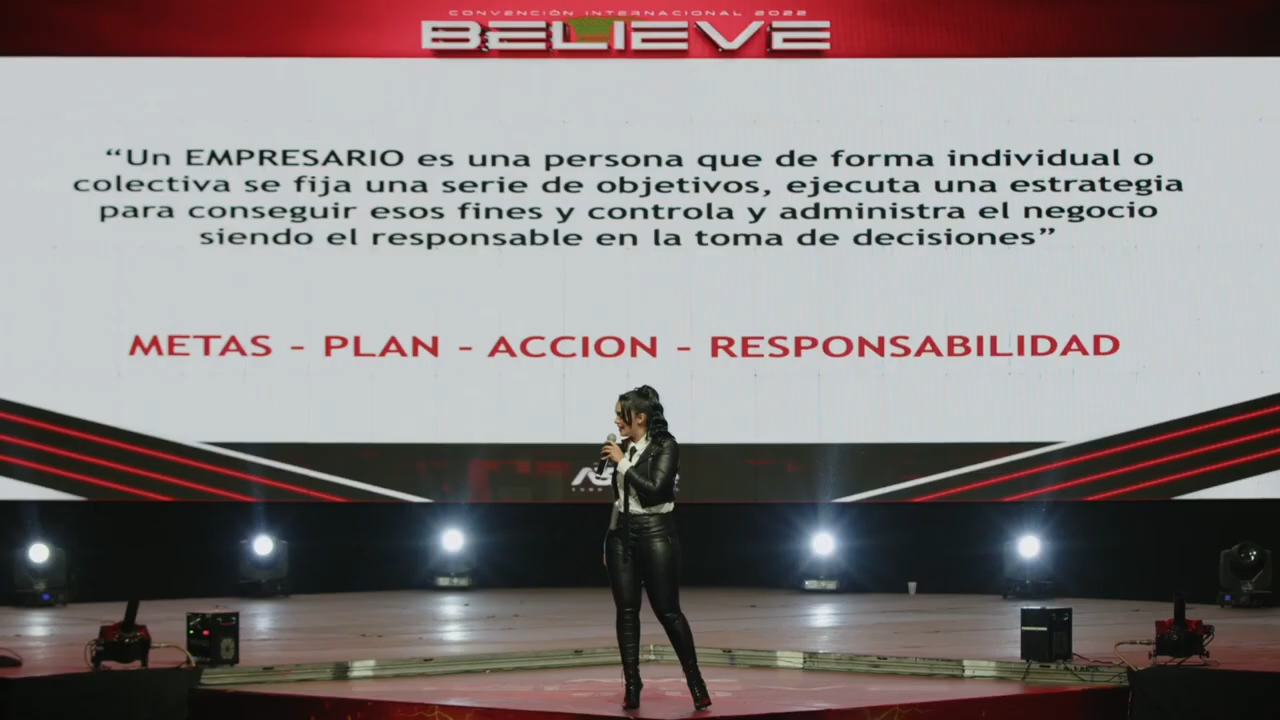 CONVENCIÓN INTERNACIONAL 2022
BELIEVE
“Un EMPRESARIO es una persona que de forma individual o
colectiva se fija una serie de objetivos, ejecuta una estrategia
para conseguir esos fines y controla y administra el negocio
siendo el responsable en la toma de decisiones”
METAS - PLAN - ACCION - RESPONSABILIDAD